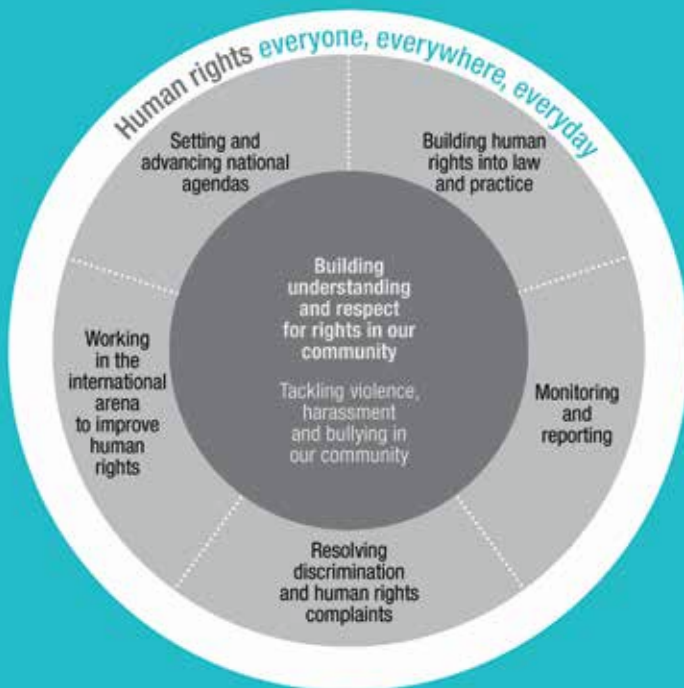 Human rights everyone, everywhere, everyday
Setting and
advancing national
agendas
Building human
rights into law
and practice
Building
understanding
and respect
for rights in our
community
Tackling violence,
harassment
and bullying in
our community
Working
in the
international
arena
to improve
human
rights
Monitoring
and
reporting
Resolving
discrimination
and human rights
complaints